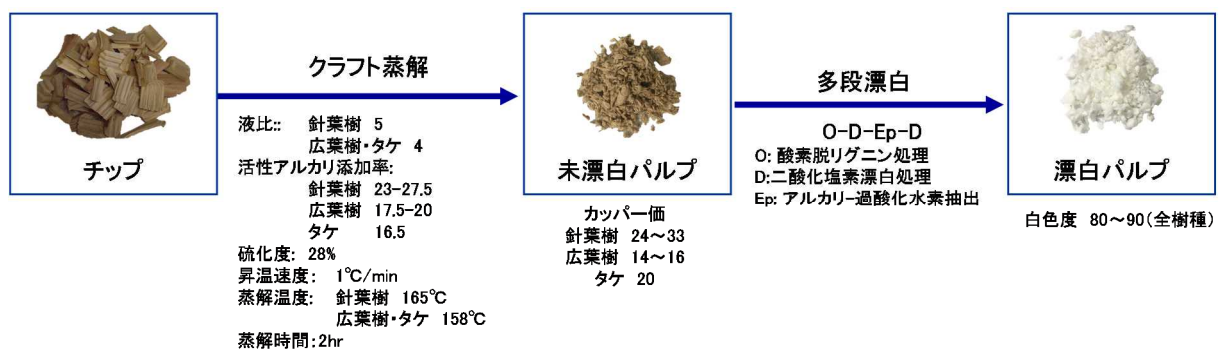 チップ
クラフト蒸解
液比:: 針葉樹 5
広葉樹・タケ 4
活性アルカリ添加率:
針葉樹 23-27.5
広葉樹 17.5-20
タケ 16.5
硫化度: 28%
昇温速度: 1℃/min
蒸解温度: 針葉樹 165℃
広葉樹・タケ 158℃
蒸解時間:2hr
未漂白パルプ
カッパー価
針葉樹 24～33
広葉樹 14～16
タケ 20
多段漂白
O-D-Ep-D
O: 酸素脱リグニン処理
D:二酸化塩素漂白処理
Ep: アルカリ-過酸化水素抽出
漂白パルプ
白色度 80～90(全樹種)